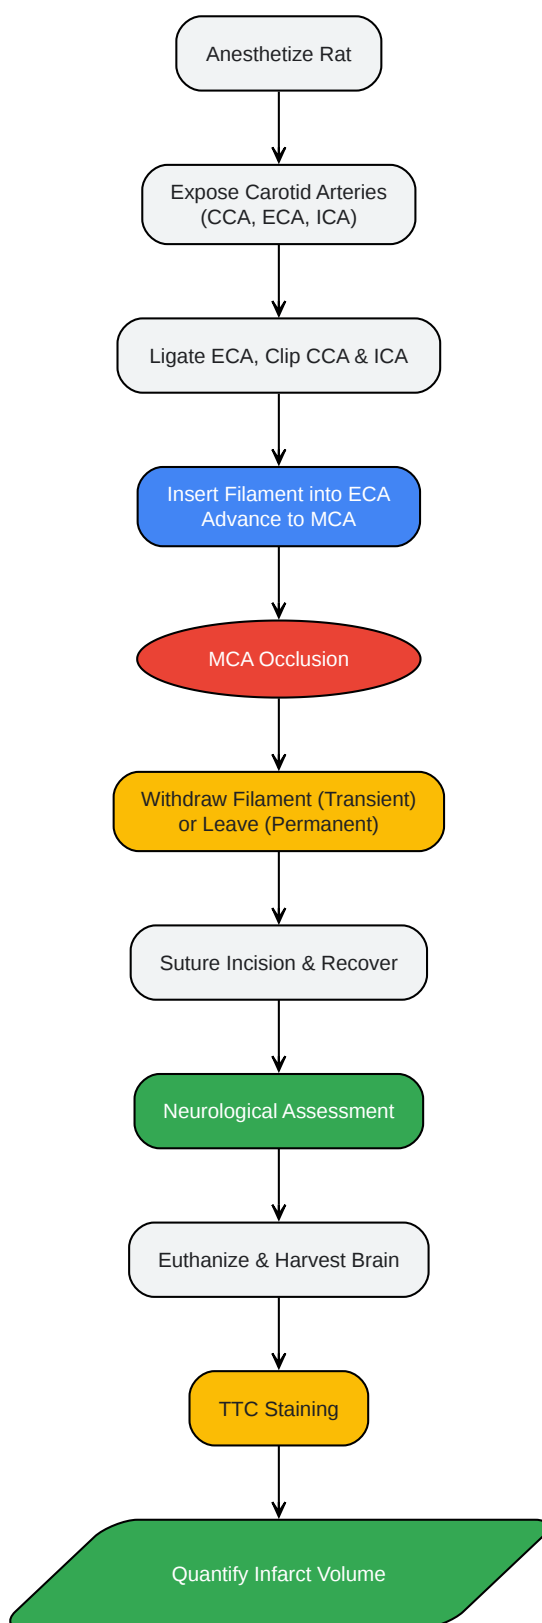 Anesthetize Rat
Expose Carotid Arteries
(CCA, ECA, ICA)
Ligate ECA, Clip CCA & ICA
Insert Filament into ECA
Advance to MCA
MCA Occlusion
Withdraw Filament (Transient)
or Leave (Permanent)
Suture Incision & Recover
Neurological Assessment
Euthanize & Harvest Brain
TTC Staining
Quantify Infarct Volume